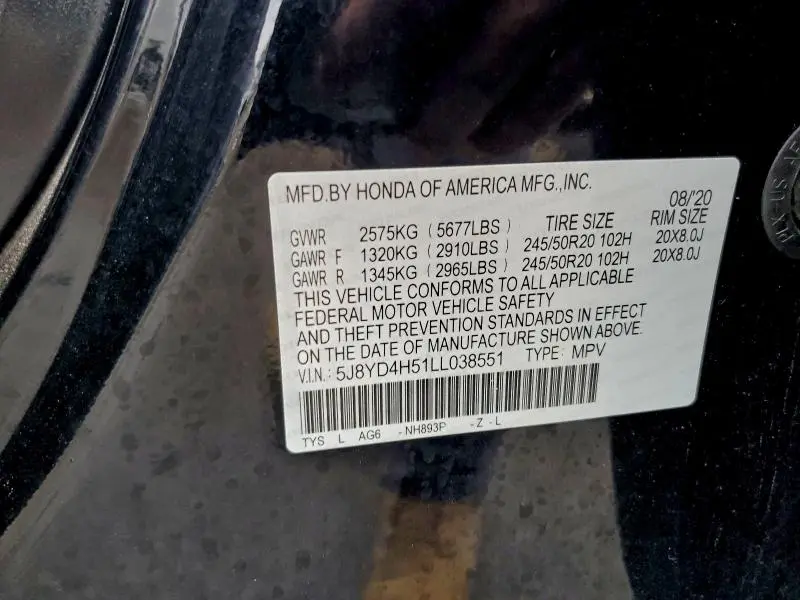 MFD.BY HONDA OF AMERICA MFG.,INC.
08/'20
GVWR 2575KG ( 5677LBS ) TIRE SIZE RIM SIZE
GAWR F 1320KG ( 2910LBS ) 245/50R20 102H 20X8.0J
GAWR R 1345KG ( 2965LBS ) 245/50R20 102H 20X8.0J
THIS VEHICLE CONFORMS TO ALL APPLICABLE
FEDERAL MOTOR VEHICLE SAFETY
AND THEFT PREVENTION STANDARDS IN EFFECT
ON THE DATE OF MANUFACTURE SHOWN ABOVE.
V.I.N.: 5J8YD4H51LL038551 TYPE: MPV
TYS L AG6 -NH893P -Z -L